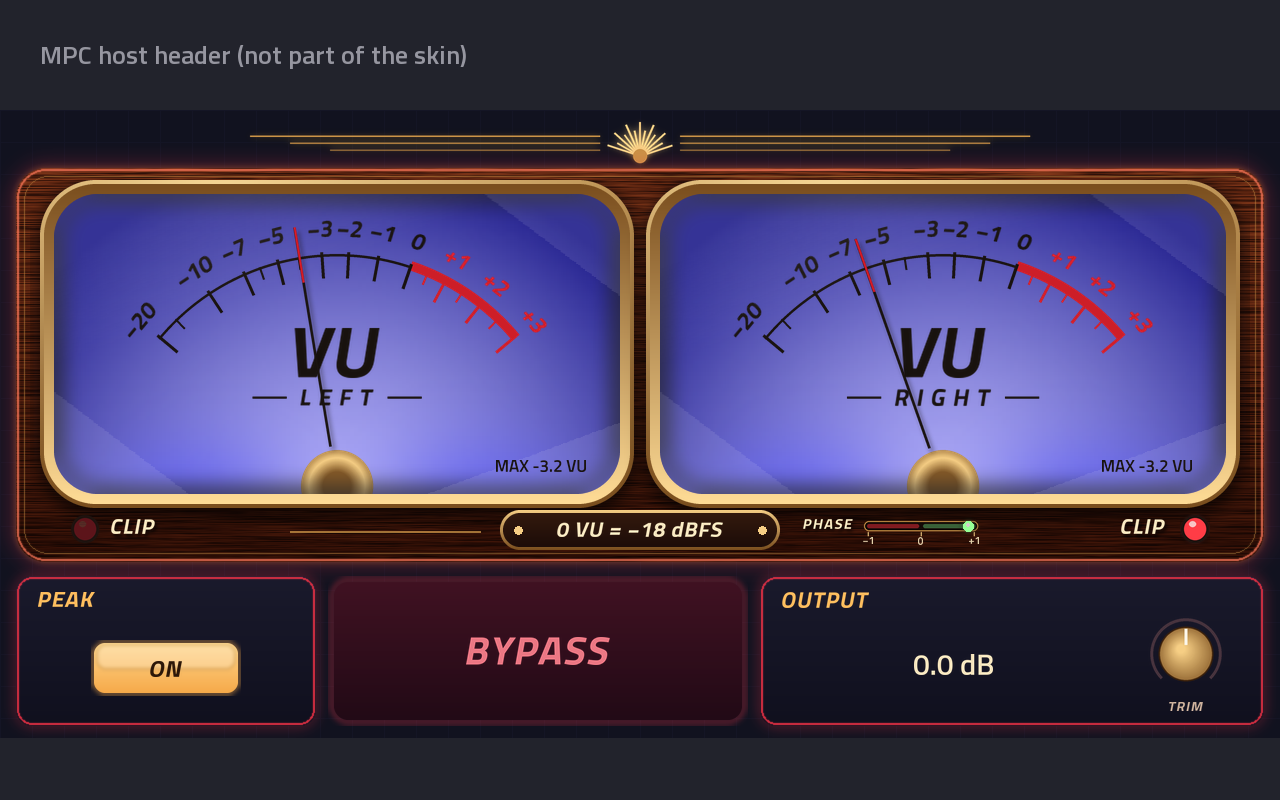 MPC host header (not part of the skin)
−20 −10 −7 −5 −3 −2 −1 0 +1 +2 +3
VU
LEFT
MAX -3.2 VU
−20 −10 −7 −5 −3 −2 −1 0 +1 +2 +3
VU
RIGHT
MAX -3.2 VU
CLIP
0 VU = −18 dBFS
PHASE
−1 0 +1
CLIP
PEAK
ON
BYPASS
OUTPUT
0.0 dB
TRIM